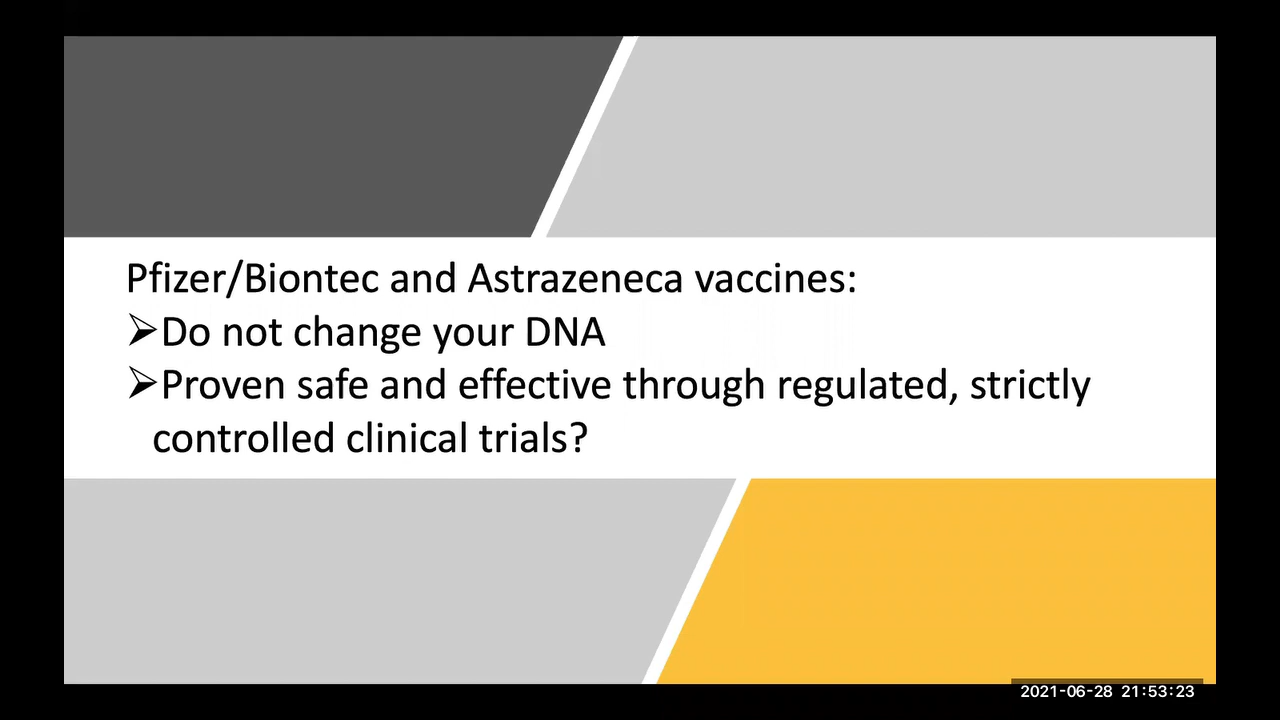 Pfizer/Biontec and Astrazeneca vaccines:
➢Do not change your DNA
➢Proven safe and effective through regulated, strictly
controlled clinical trials?
2021-06-28 21:53:23